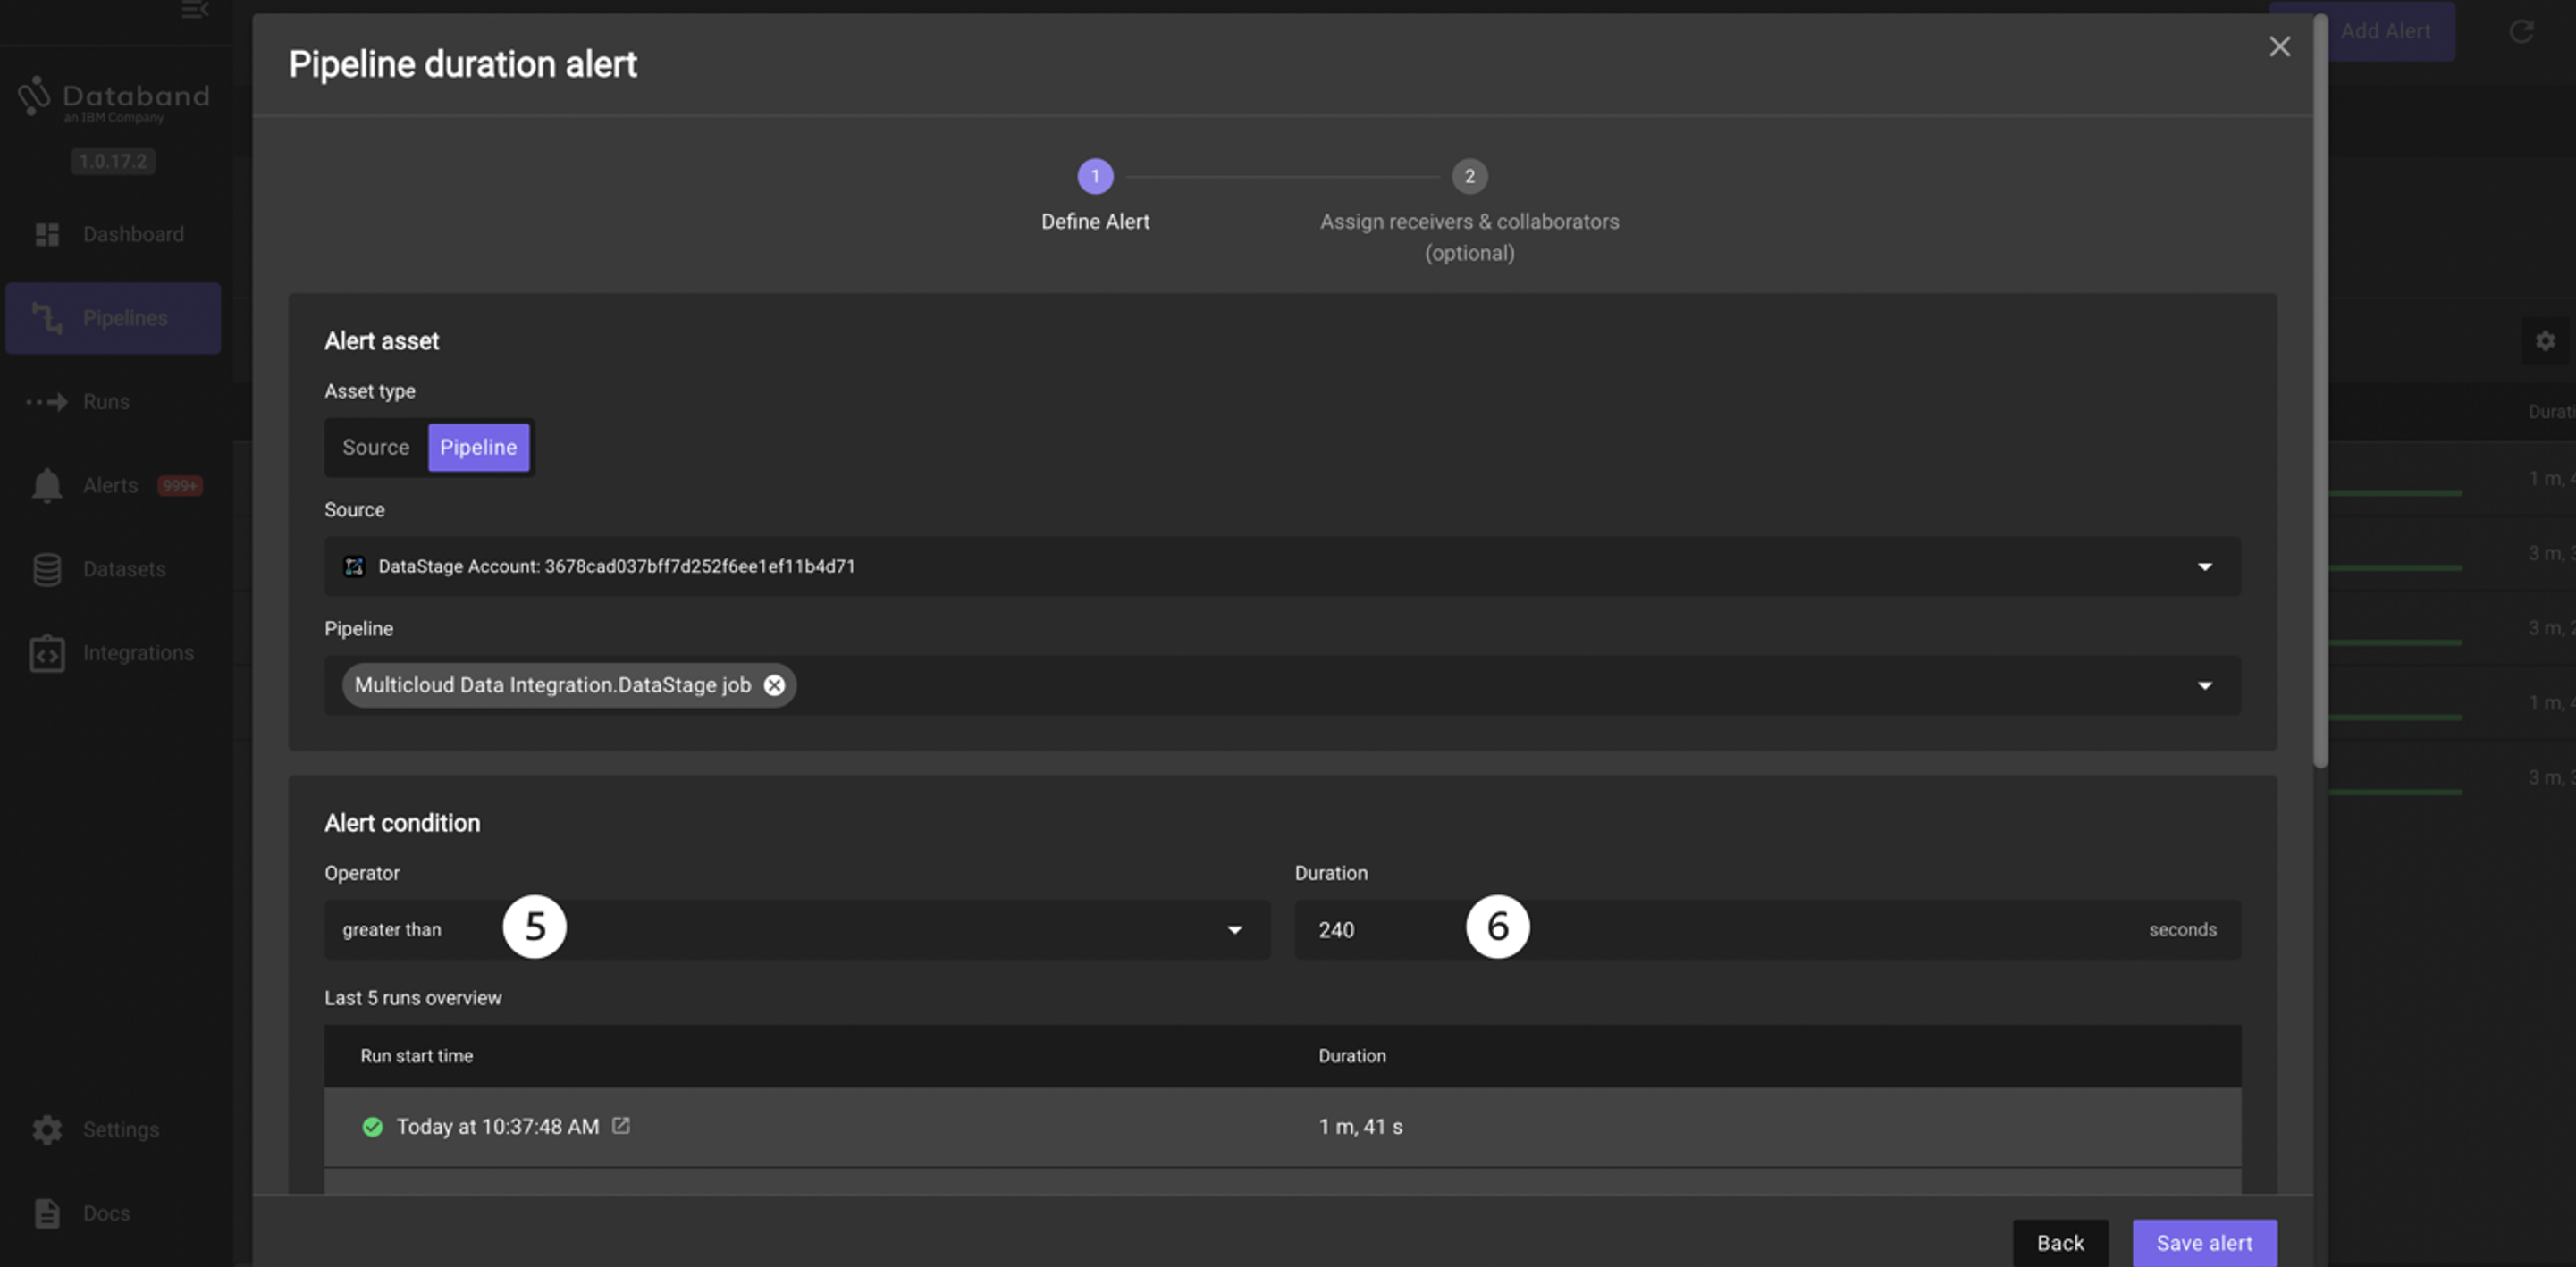 Add Alert
Pipeline duration alert
Databand
an IBM Company
1.0.17.2
Dashboard
Pipelines
Runs
Alerts 999+
Datasets
Integrations
Settings
Docs
1
Define Alert
2
Assign receivers & collaborators
(optional)
Alert asset
Asset type
Source Pipeline
Source
DataStage Account: 3678cad037bff7d252f6ee1ef11b4d71
Pipeline
Multicloud Data Integration.DataStage job
Alert condition
Operator
greater than
5
Duration
240
6
seconds
Last 5 runs overview
Run start time Duration
Today at 10:37:48 AM 1 m, 41 s
Back Save alert
Durati
1 m, 4
3 m, 3
3 m, 2
1 m, 4
3 m, 3